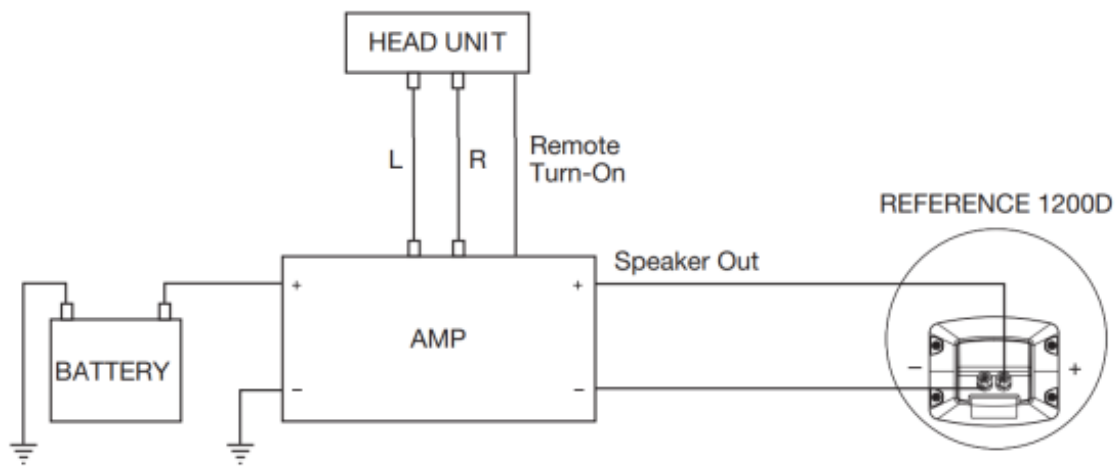 HEAD UNIT
L
R
Remote
Turn-On
REFERENCE 1200D
Speaker Out
+
+
AMP
BATTERY
–
+
–
–